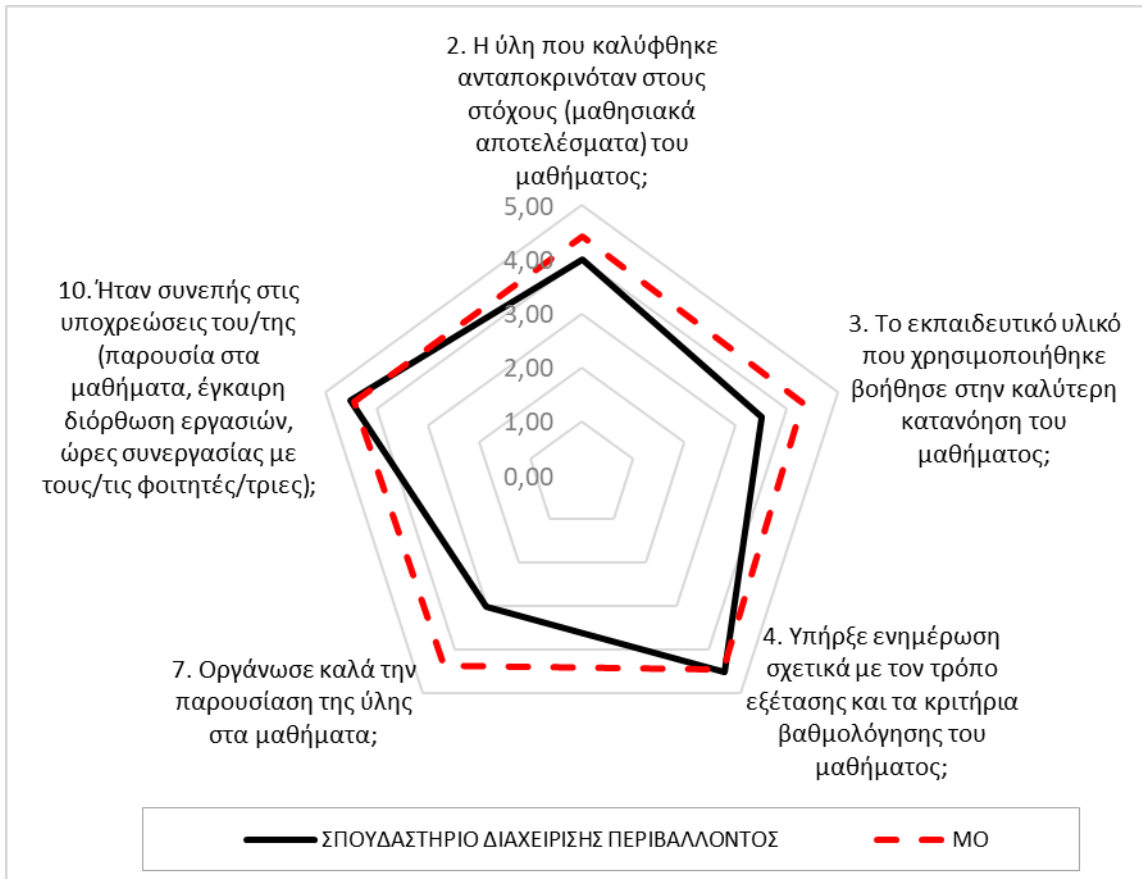 2. Η ύλη που καλύφθηκε
ανταποκρινόταν στους
στόχους (μαθησιακά
αποτελέσματα) του
μαθήματος;
5,00
4,00
3,00
2,00
1,00
0,00
3. Το εκπαιδευτικό υλικό
που χρησιμοποιήθηκε
βοήθησε στην καλύτερη
κατανόηση του
μαθήματος;
4. Υπήρξε ενημέρωση
σχετικά με τον τρόπο
εξέτασης και τα κριτήρια
βαθμολόγησης του
μαθήματος;
7. Οργάνωσε καλά την
παρουσίαση της ύλης
στα μαθήματα;
10. Ήταν συνεπής στις
υποχρεώσεις του/της
(παρουσία στα
μαθήματα, έγκαιρη
διόρθωση εργασιών,
ώρες συνεργασίας με
τους/τις φοιτητές/τριες);
ΣΠΟΥΔΑΣΤΗΡΙΟ ΔΙΑΧΕΙΡΙΣΗΣ ΠΕΡΙΒΑΛΛΟΝΤΟΣ
ΜΟ